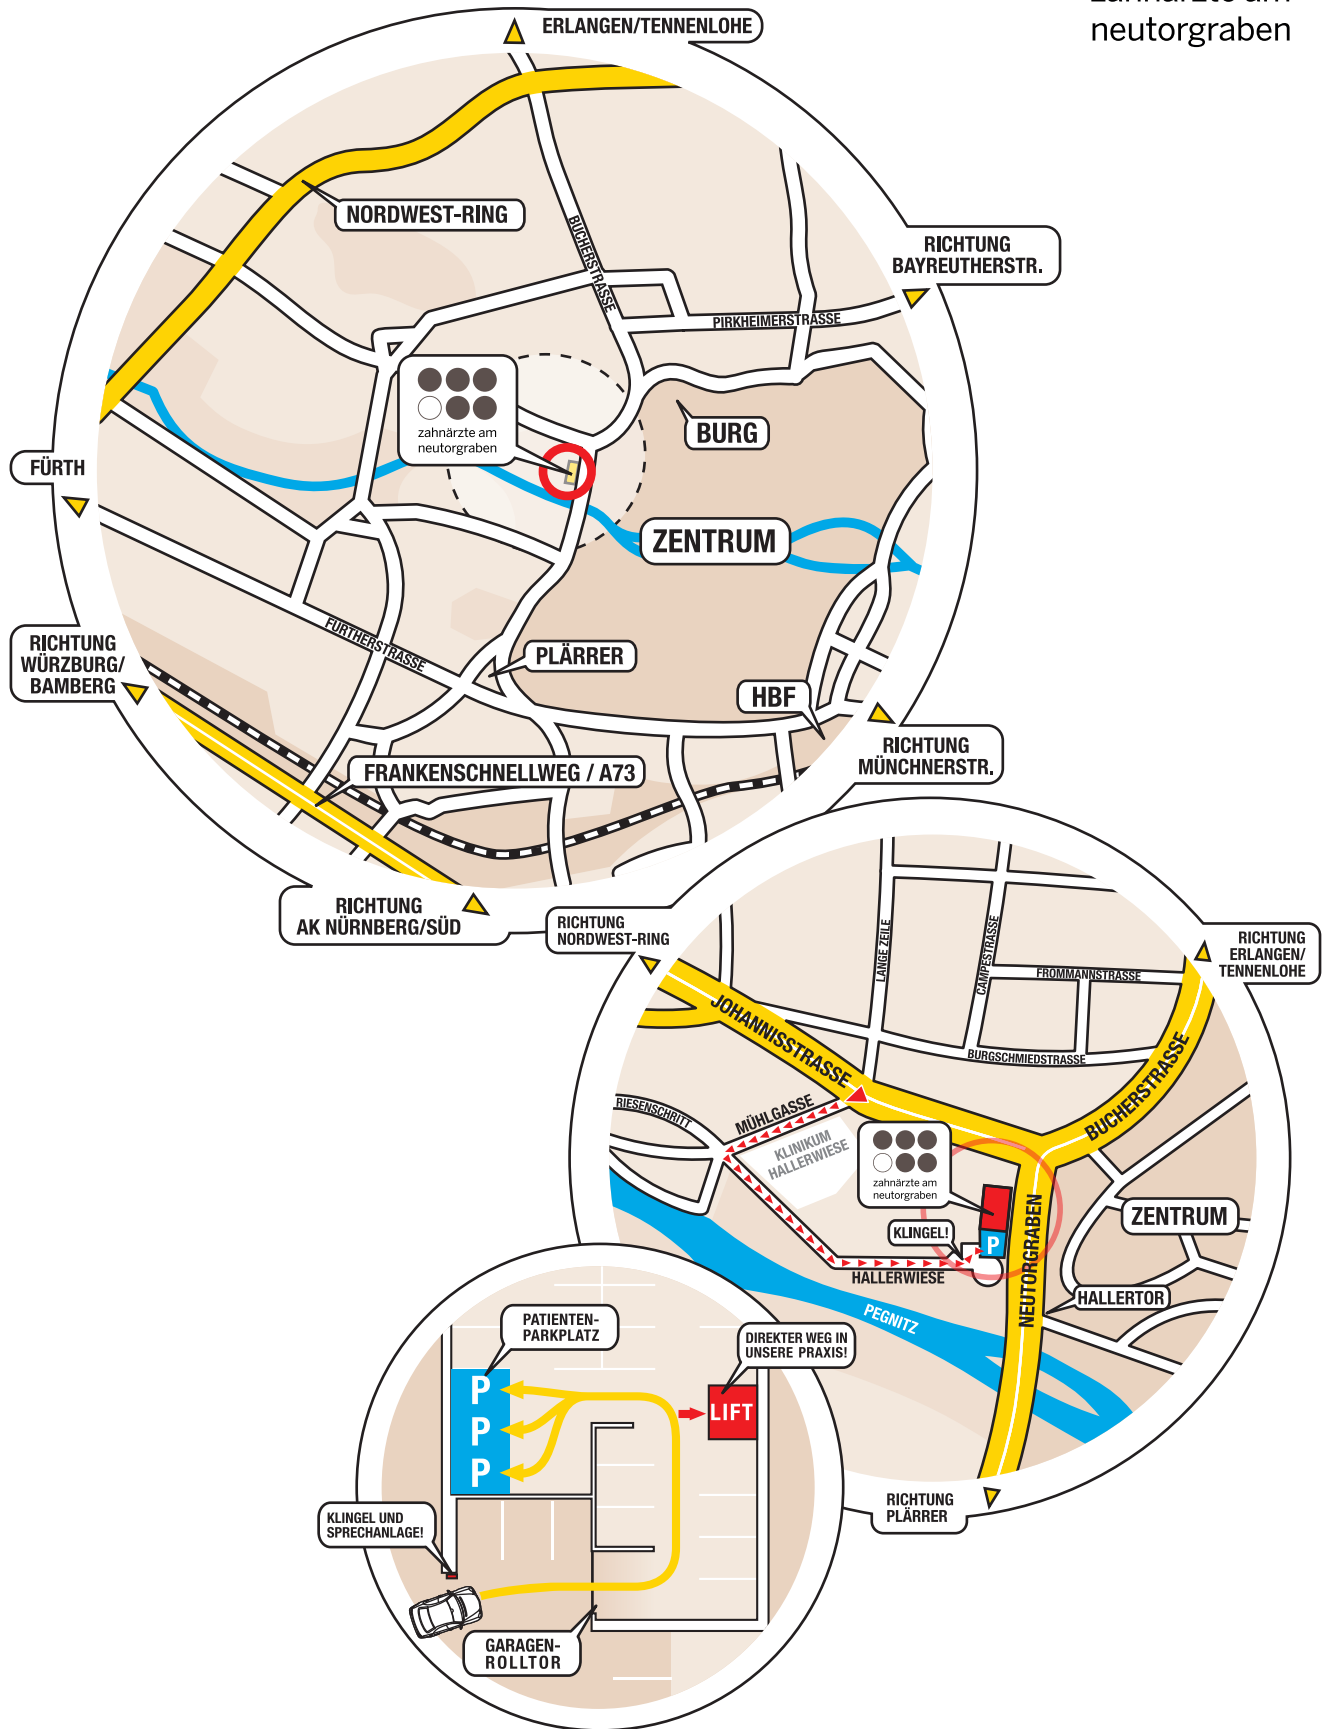 zahnärzte am
neutorgraben
ERLANGEN/TENNENLOHE
NORDWEST-RING
BUCHERSTRASSE
RICHTUNG
BAYREUTHERSTR.
PIRKHEIMERSTRASSE
zahnärzte am
neutorgraben
BURG
FÜRTH
ZENTRUM
RICHTUNG
WÜRZBURG/
BAMBERG
FÜRTHERSTRASSE
PLÄRRER
HBF
RICHTUNG
MÜNCHNERSTR.
FRANKENSCHNELLWEG / A73
RICHTUNG
AK NÜRNBERG/SÜD
RICHTUNG
NORDWEST-RING
LANGE ZEILE
CAMPESTRASSE
FROMMANNSTRASSE
RICHTUNG
ERLANGEN/
TENNENLOHE
JOHANNISSTRASSE
BURGSCHMIEDSTRASSE
BUCHERSTRASSE
RIESENSCHRITT
MÜHLGASSE
KLINIKUM
HALLERWIESE
zahnärzte am
neutorgraben
KLINGEL!
P
ZENTRUM
HALLERWIESE
NEUTORGRABEN
HALLERTOR
PEGNITZ
RICHTUNG
PLÄRRER
PATIENTEN-
PARKPLATZ
DIREKTER WEG IN
UNSERE PRAXIS!
P
P
P
LIFT
KLINGEL UND
SPRECHANLAGE!
GARAGEN-
ROLLTOR